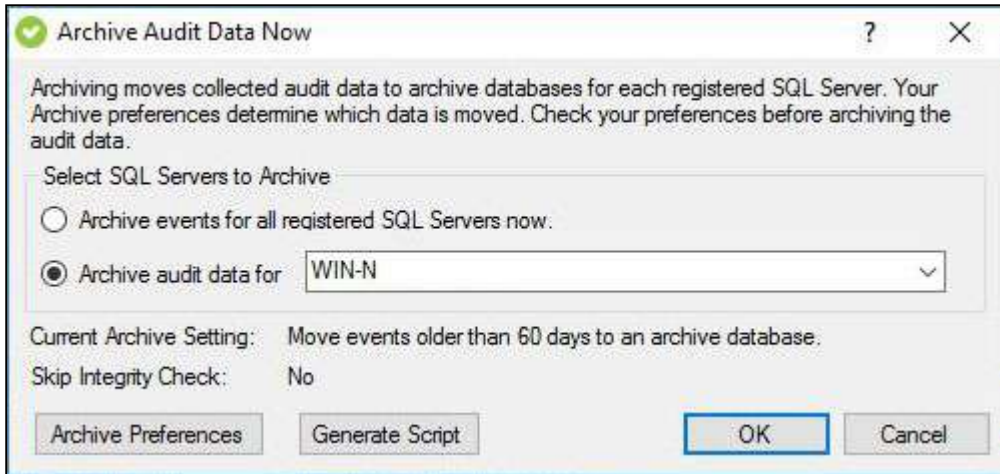 Archive Audit Data Now
?
Archiving moves collected audit data to archive databases for each registered SQL Server. Your
Archive preferences determine which data is moved. Check your preferences before archiving the
audit data.
Select SQL Servers to Archive
Archive events for all registered SQL Servers now.
Archive audit data for WIN-N
Current Archive Setting: Move events older than 60 days to an archive database.
Skip Integrity Check: No
Archive Preferences Generate Script OK Cancel